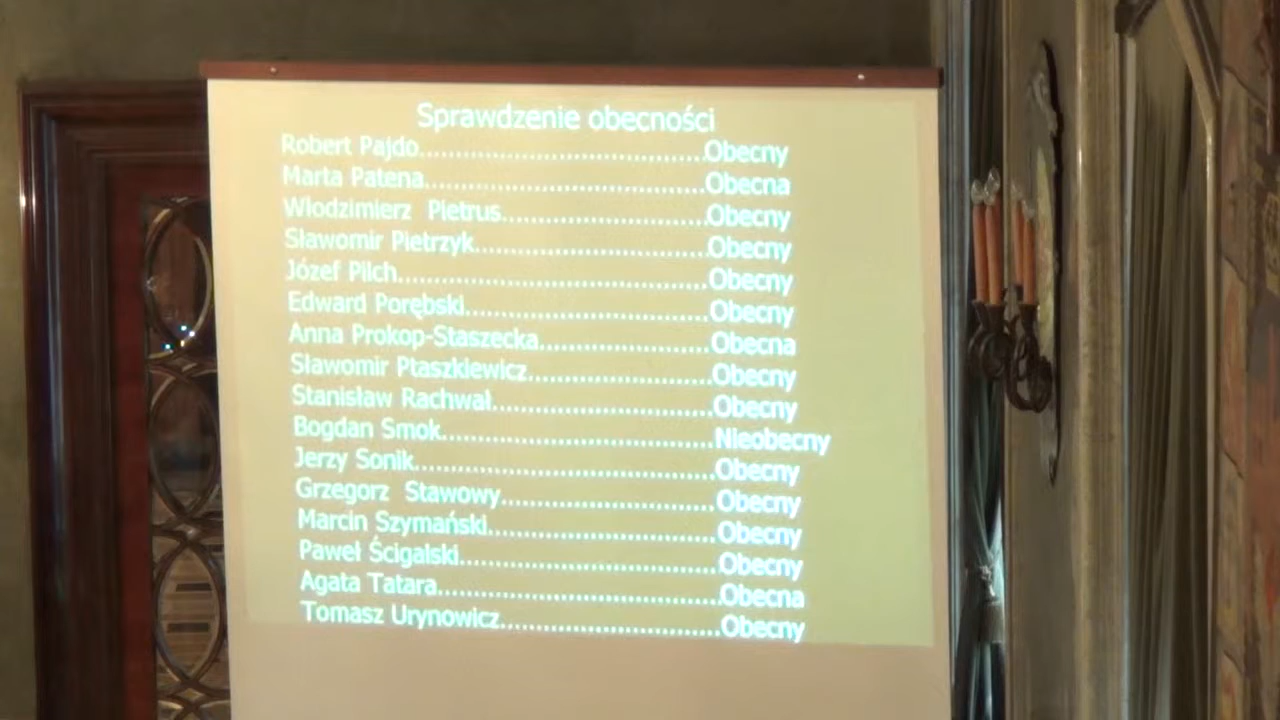 Sprawdzenie obecności
Robert Pajdo.......................................Obecny
Marta Patena......................................Obecna
Włodzimierz Pietrus............................Obecny
Sławomir Pietrzyk...............................Obecny
Józef Pilch..........................................Obecny
Edward Porębski.................................Obecny
Anna Prokop-Staszecka.......................Obecna
Sławomir Ptaszkiewicz.........................Obecny
Stanisław Rachwał..............................Obecny
Bogdan Smok.....................................Nieobecny
Jerzy Sonik.........................................Obecny
Grzegorz Stawowy..............................Obecny
Marcin Szymański...............................Obecny
Paweł Ścigalski...................................Obecny
Agata Tatara......................................Obecna
Tomasz Urynowicz..............................Obecny